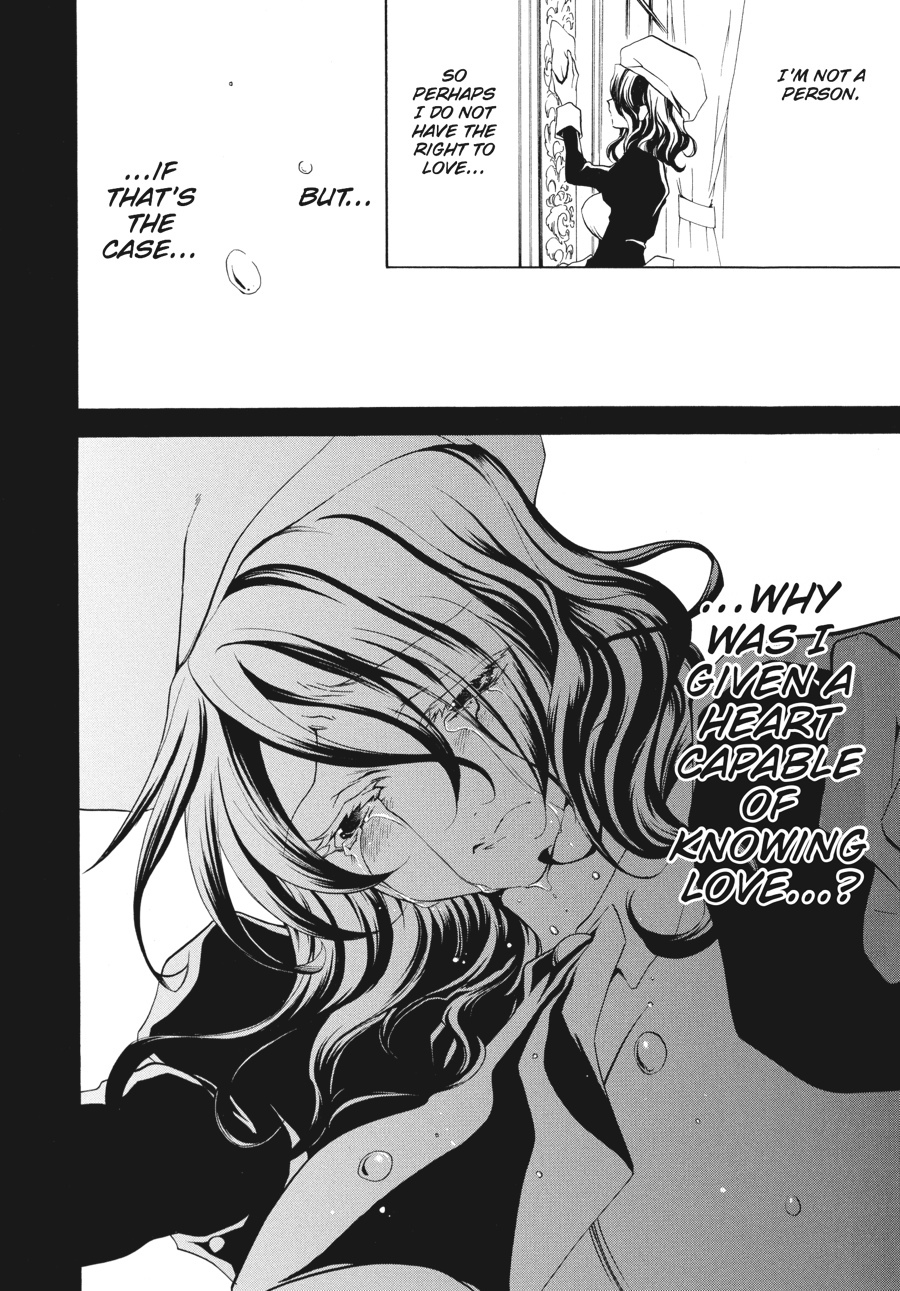 I'M NOT A
PERSON.
SO
PERHAPS
I DO NOT
HAVE THE
RIGHT TO
LOVE...
BUT...
...IF
THAT'S
THE
CASE...
...WHY
WAS I
GIVEN A
HEART
CAPABLE
OF
KNOWING
LOVE...?